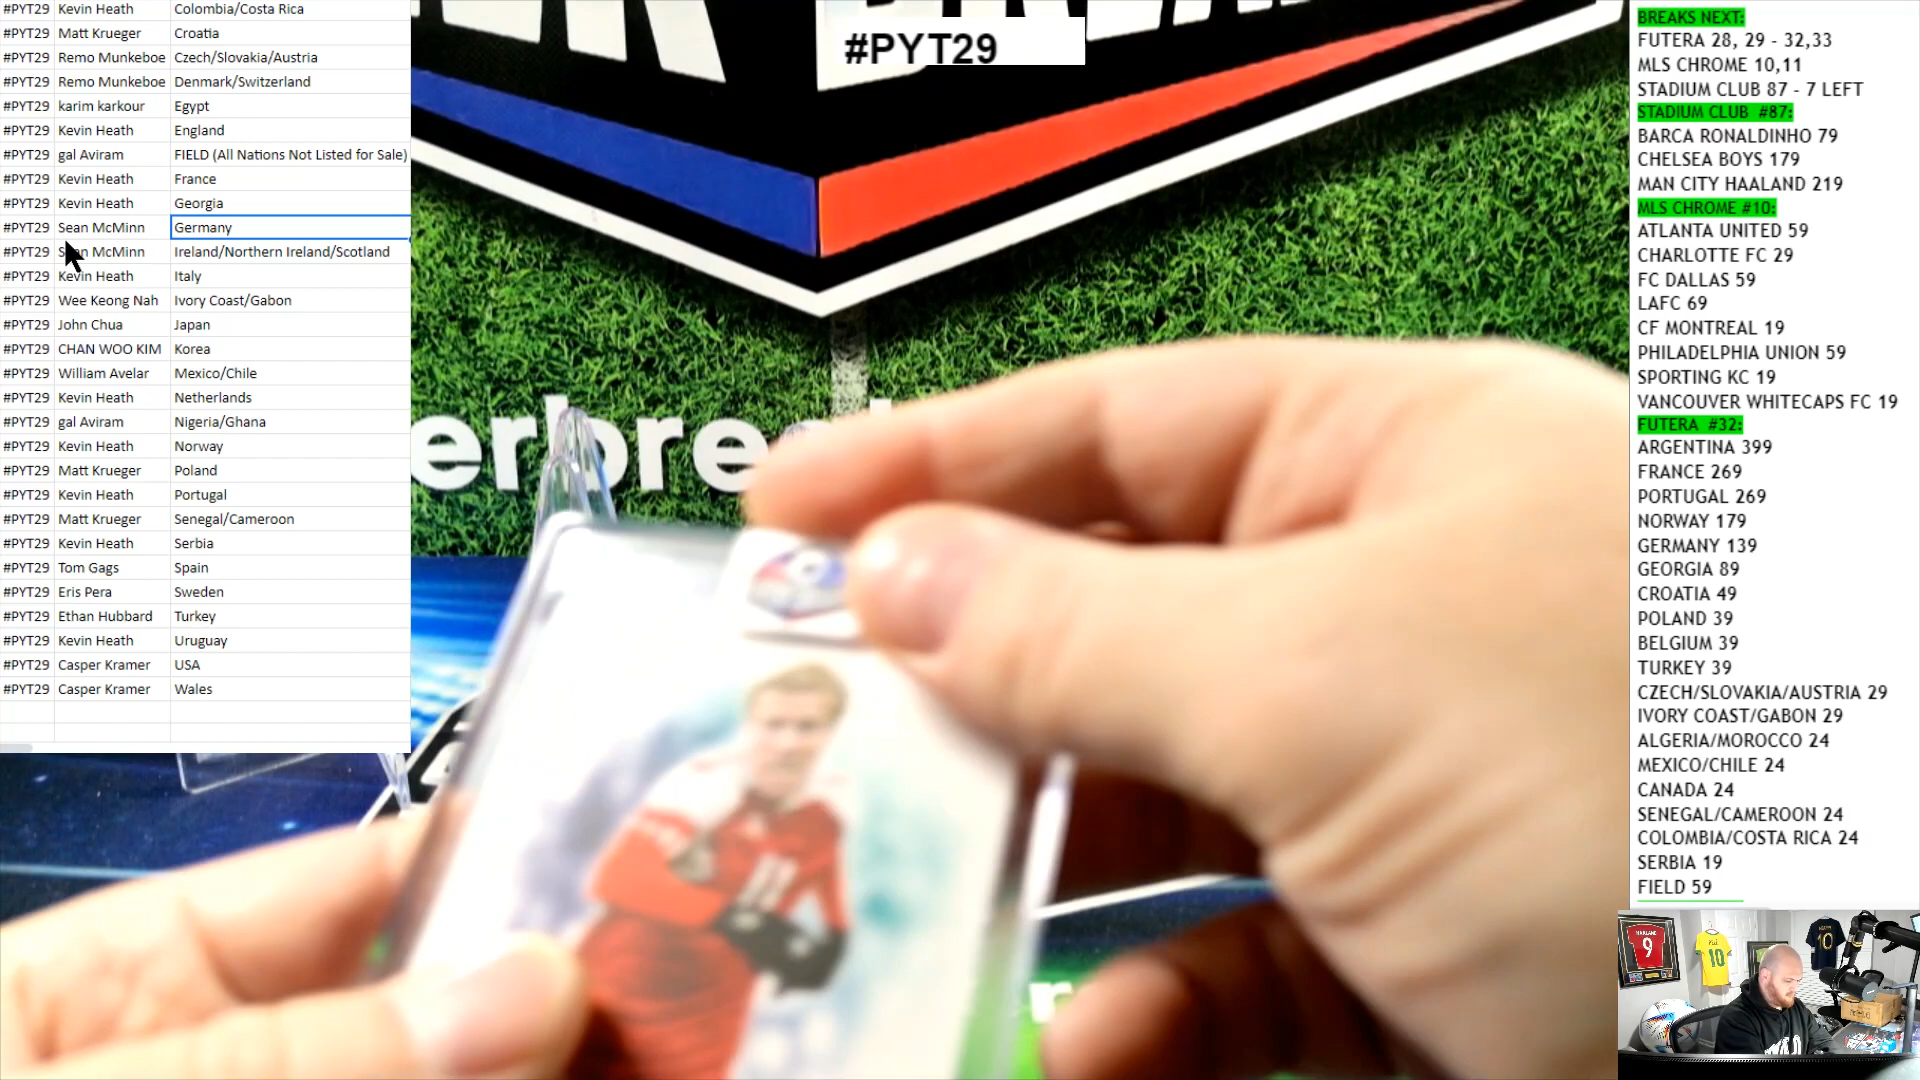 #PYT29 Kevin Heath Colombia/Costa Rica
#PYT29 Matt Krueger Croatia
#PYT29 Remo Munkeboe Czech/Slovakia/Austria
#PYT29 Remo Munkeboe Denmark/Switzerland
#PYT29 karim karkour Egypt
#PYT29 Kevin Heath England
#PYT29 gal Aviram FIELD (All Nations Not Listed for Sale)
#PYT29 Kevin Heath France
#PYT29 Kevin Heath Georgia
#PYT29 Sean McMinn Germany
#PYT29 McMinn Ireland/Northern Ireland/Scotland
#PYT29 Kevin Heath Italy
#PYT29 Wee Keong Nah Ivory Coast/Gabon
#PYT29 John Chua Japan
#PYT29 CHAN WOO KIM Korea
#PYT29 William Avelar Mexico/Chile
#PYT29 Kevin Heath Netherlands
#PYT29 gal Aviram Nigeria/Ghana
#PYT29 Kevin Heath Norway
#PYT29 Matt Krueger Poland
#PYT29 Kevin Heath Portugal
#PYT29 Matt Krueger Senegal/Cameroon
#PYT29 Kevin Heath Serbia
#PYT29 Tom Gags Spain
#PYT29 Eris Pera Sweden
#PYT29 Ethan Hubbard Turkey
#PYT29 Kevin Heath Uruguay
#PYT29 Casper Kramer USA
#PYT29 Casper Kramer Wales
#PYT29
erbre
BREAKS NEXT:
FUTERA 28, 29 - 32,33
MLS CHROME 10,11
STADIUM CLUB 87 - 7 LEFT
STADIUM CLUB #87:
BARCA RONALDINHO 79
CHELSEA BOYS 179
MAN CITY HAALAND 219
MLS CHROME #10:
ATLANTA UNITED 59
CHARLOTTE FC 29
FC DALLAS 59
LAFC 69
CF MONTREAL 19
PHILADELPHIA UNION 59
SPORTING KC 19
VANCOUVER WHITECAPS FC 19
FUTERA #32:
ARGENTINA 399
FRANCE 269
PORTUGAL 269
NORWAY 179
GERMANY 139
GEORGIA 89
CROATIA 49
POLAND 39
BELGIUM 39
TURKEY 39
CZECH/SLOVAKIA/AUSTRIA 29
IVORY COAST/GABON 29
ALGERIA/MOROCCO 24
MEXICO/CHILE 24
CANADA 24
SENEGAL/CAMEROON 24
COLOMBIA/COSTA RICA 24
SERBIA 19
FIELD 59
HAALAND
9
10
10